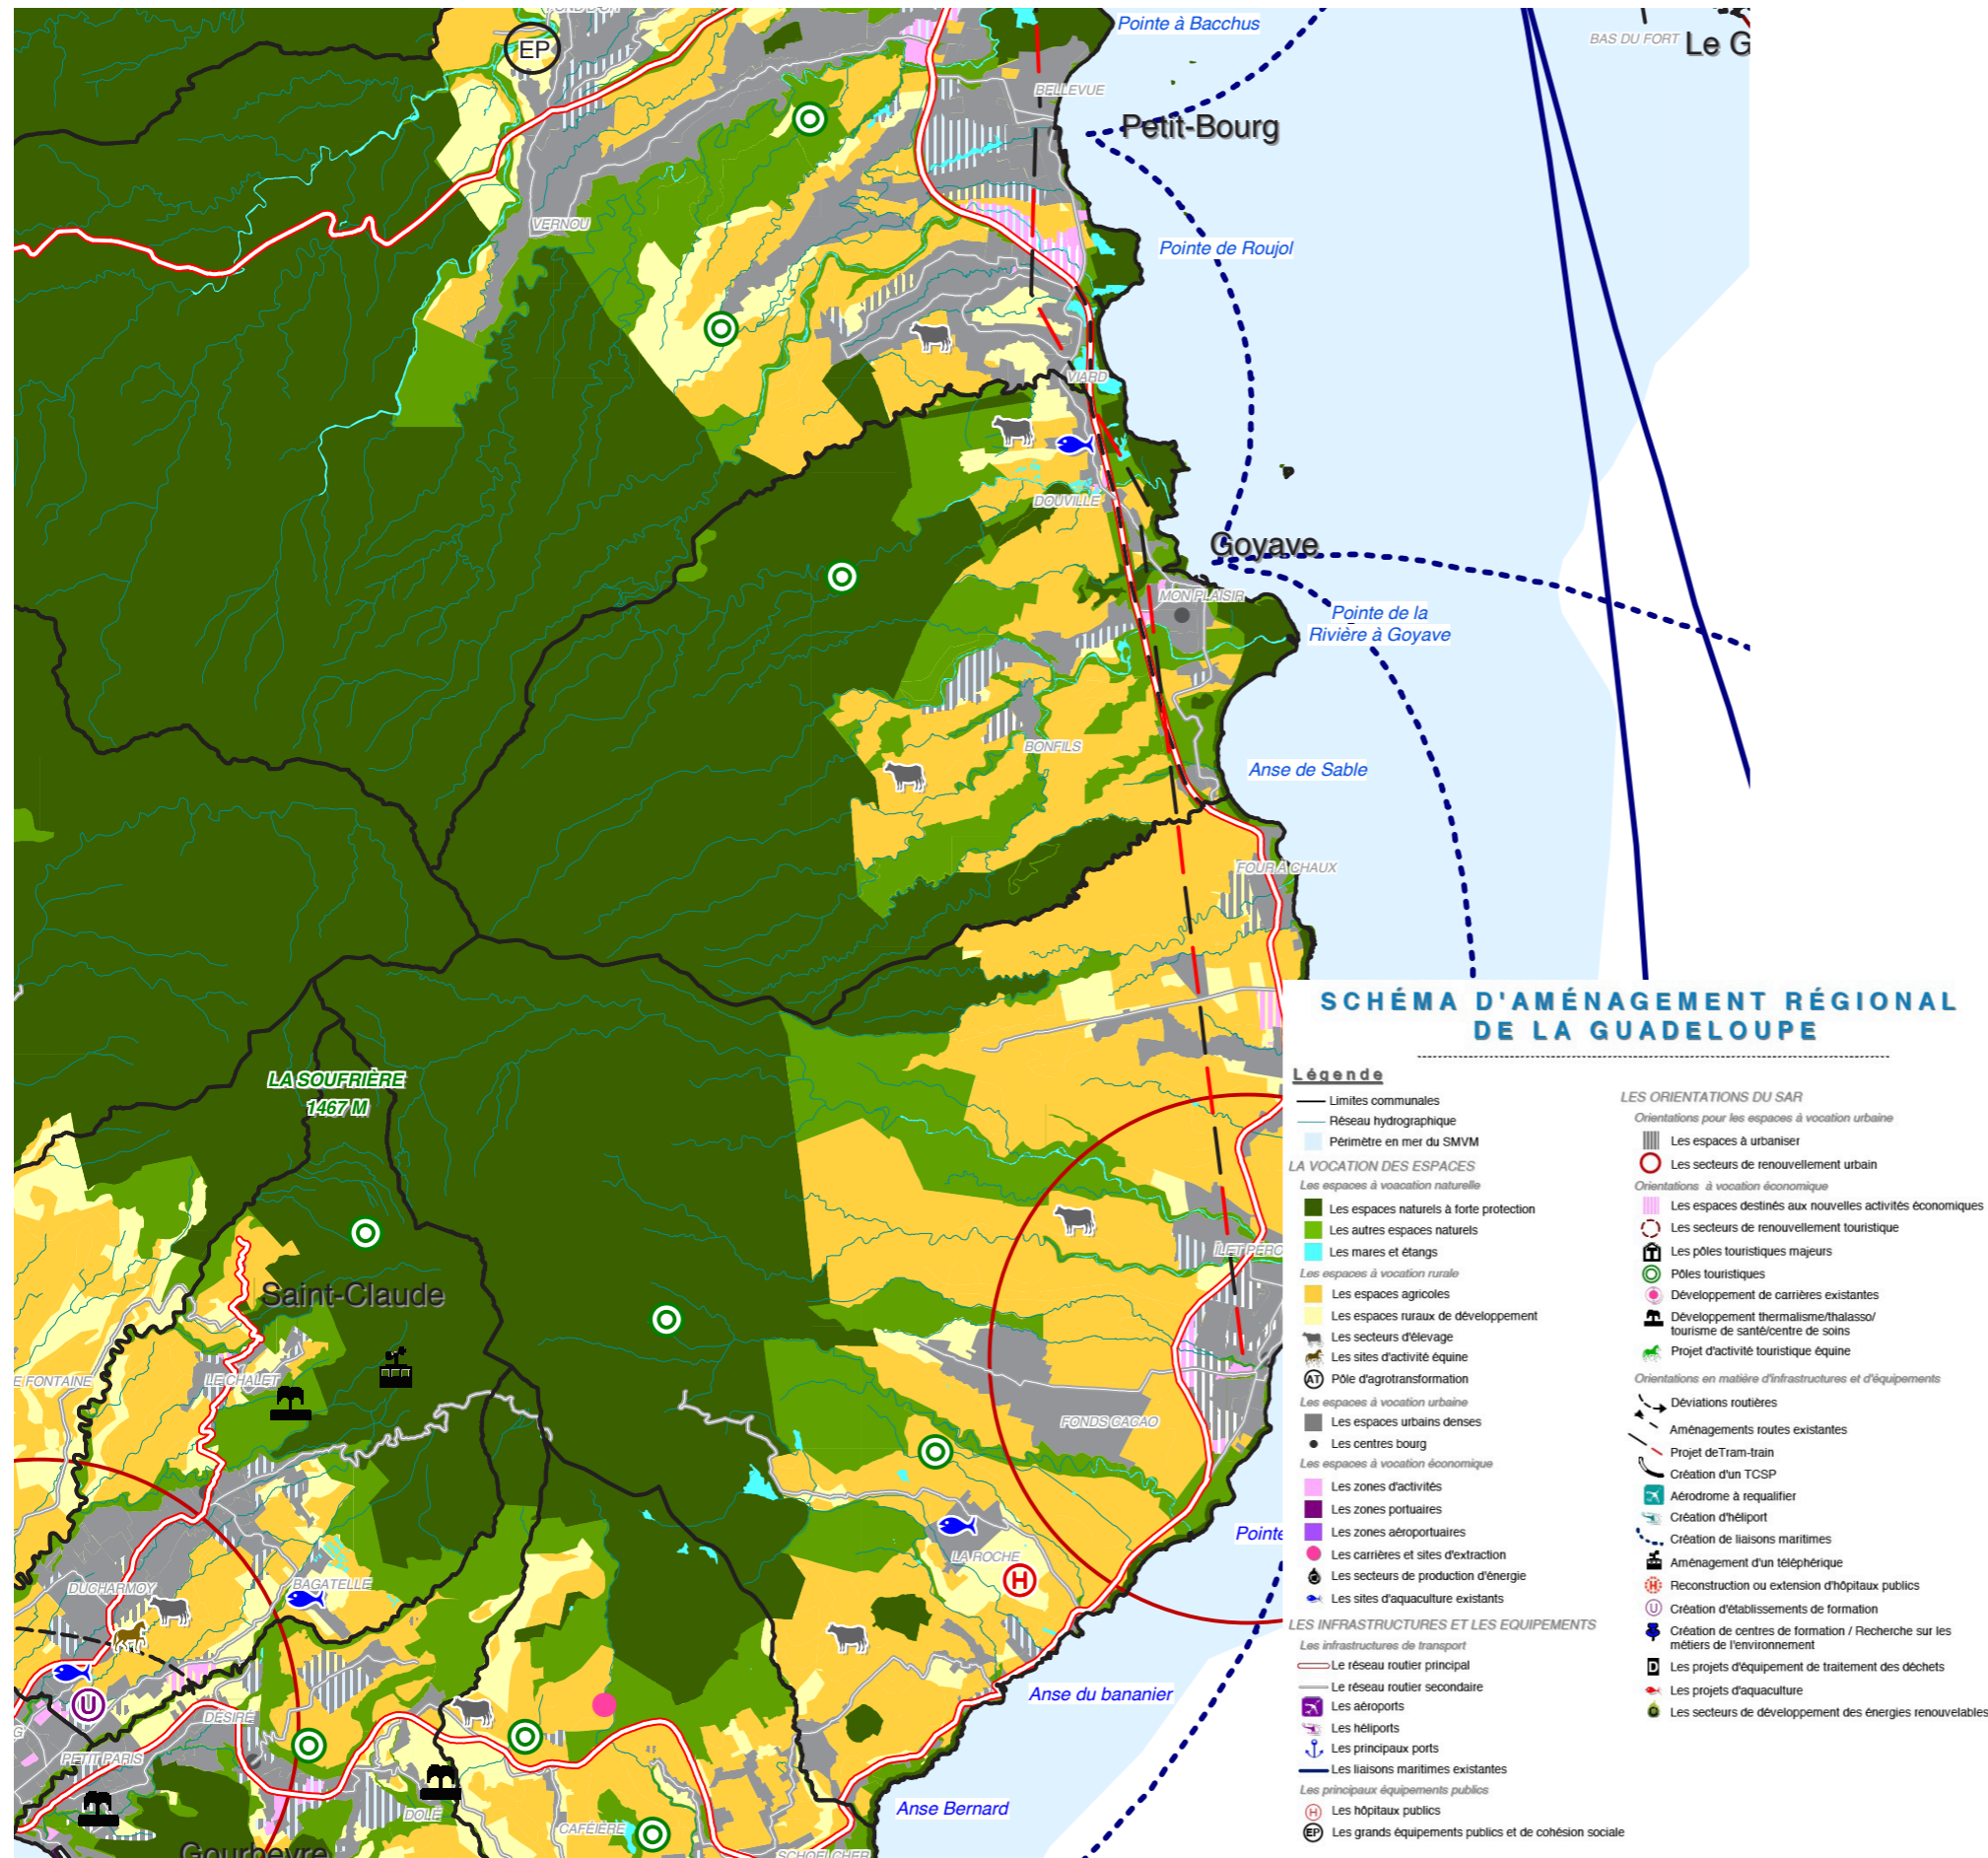 FOND D'OR
EP
Pointe à Bacchus
BAS DU FORT
Le G
BELLEVUE
Petit-Bourg
VERNOU
Pointe de Roujol
VIARD
DOUVILLE
Goyave
MON PLAISIR
Pointe de la
Rivière à Goyave
BONFILS
Anse de Sable
FOUR A CHAUX
LA SOUFRIÈRE
1467 M
Saint-Claude
ÎLET PERO
E FONTAINE
LE CHALET
FONDS CACAO
Pointe
LA ROCHE
H
DUCHARMOY
BAGATELLE
U
DÉSIRÉ
G
PETIT PARIS
Anse du bananier
DOLÉ
CAFÉIÈRE
Anse Bernard
SCHOELCHER
Gourbeyre
SCHÉMA D'AMÉNAGEMENT RÉGIONAL
DE LA GUADELOUPE
Légende
Limites communales
Réseau hydrographique
Périmètre en mer du SMVM
LA VOCATION DES ESPACES
Les espaces à voacation naturelle
Les espaces naturels à forte protection
Les autres espaces naturels
Les mares et étangs
Les espaces à vocation rurale
Les espaces agricoles
Les espaces ruraux de développement
Les secteurs d'élevage
Les sites d'activité équine
AT Pôle d'agrotransformation
Les espaces à vocation urbaine
Les espaces urbains denses
Les centres bourg
Les espaces à vocation économique
Les zones d'activités
Les zones portuaires
Les zones aéroportuaires
Les carrières et sites d'extraction
Les secteurs de production d'énergie
Les sites d'aquaculture existants
LES INFRASTRUCTURES ET LES EQUIPEMENTS
Les infrastructures de transport
Le réseau routier principal
Le réseau routier secondaire
Les aéroports
Les héliports
Les principaux ports
Les liaisons maritimes existantes
Les principaux équipements publics
H Les hôpitaux publics
EP Les grands équipements publics et de cohésion sociale
LES ORIENTATIONS DU SAR
Orientations pour les espaces à vocation urbaine
Les espaces à urbaniser
Les secteurs de renouvellement urbain
Orientations à vocation économique
Les espaces destinés aux nouvelles activités économiques
Les secteurs de renouvellement touristique
Les pôles touristiques majeurs
Pôles touristiques
Développement de carrières existantes
Développement thermalisme/thalasso/
tourisme de santé/centre de soins
Projet d'activité touristique équine
Orientations en matière d'infrastructures et d'équipements
Déviations routières
Aménagements routes existantes
Projet deTram-train
Création d'un TCSP
Aérodrome à requalifier
Création d'héliport
Création de liaisons maritimes
Aménagement d'un téléphérique
H Reconstruction ou extension d'hôpitaux publics
U Création d'établissements de formation
Création de centres de formation / Recherche sur les
métiers de l'environnement
D Les projets d'équipement de traitement des déchets
Les projets d'aquaculture
Les secteurs de développement des énergies renouvelables